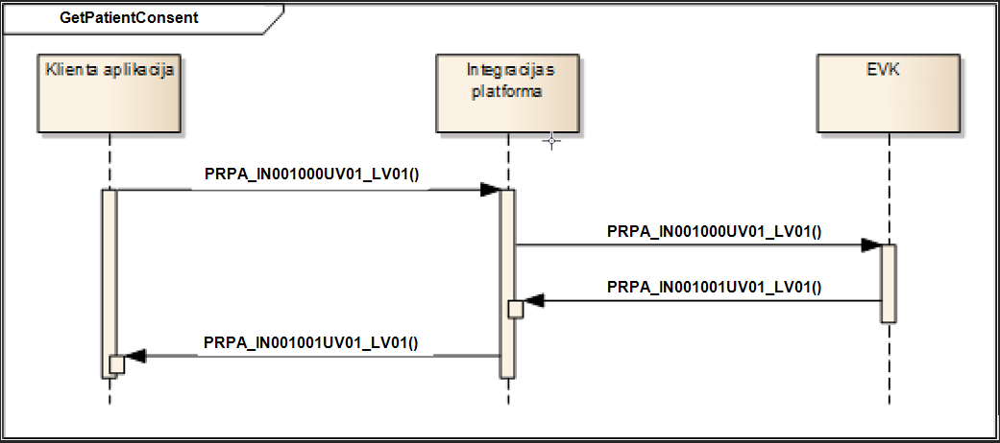 GetPatientConsent
Klienta aplikacija
Integracijas
platforma
EVK
PRPA_IN001000UV01_LV01()
PRPA_IN001000UV01_LV01()
PRPA_IN001001UV01_LV01()
PRPA_IN001001UV01_LV01()